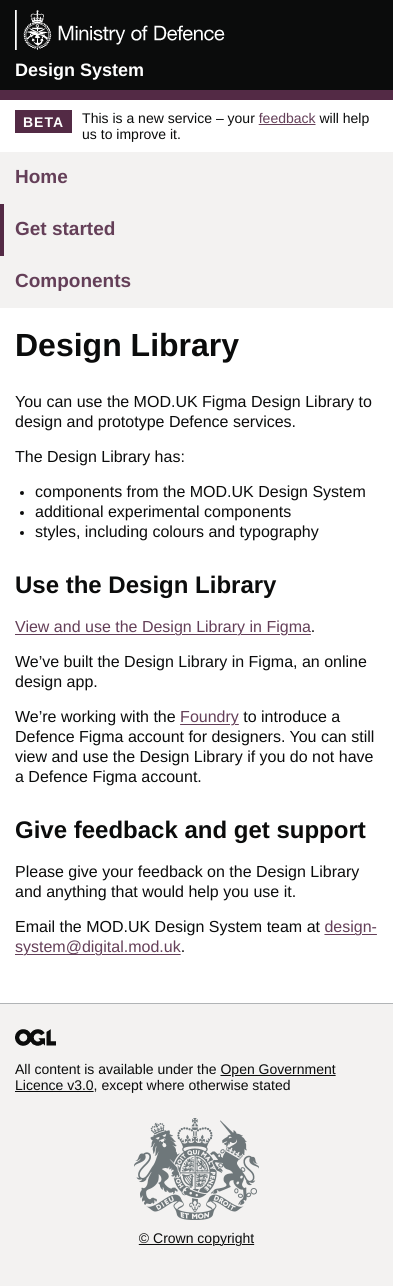 Ministry of Defence
Design System
BETA
This is a new service – your feedback will help
us to improve it.
Home
Get started
Components
Design Library
You can use the MOD.UK Figma Design Library to
design and prototype Defence services.
The Design Library has:
• components from the MOD.UK Design System
• additional experimental components
• styles, including colours and typography
Use the Design Library
View and use the Design Library in Figma.
We’ve built the Design Library in Figma, an online
design app.
We’re working with the Foundry to introduce a
Defence Figma account for designers. You can still
view and use the Design Library if you do not have
a Defence Figma account.
Give feedback and get support
Please give your feedback on the Design Library
and anything that would help you use it.
Email the MOD.UK Design System team at design-
system@digital.mod.uk.
OGL
All content is available under the Open Government
Licence v3.0, except where otherwise stated
DIEU ET MON DROIT
© Crown copyright